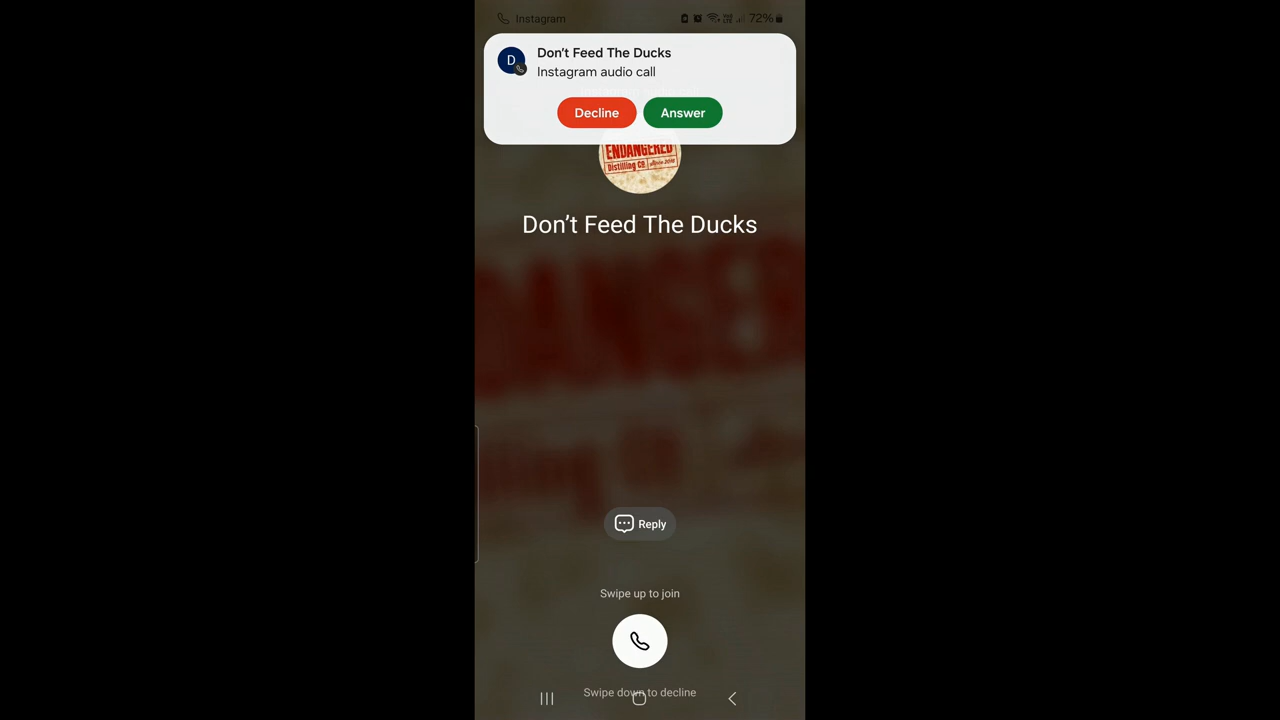 Instagram
72%
Don’t Feed The Ducks
Instagram audio call
D
Decline
Answer
ENDANGERED
Distilling Co
Don’t Feed The Ducks
Reply
Swipe up to join
Swipe down to decline